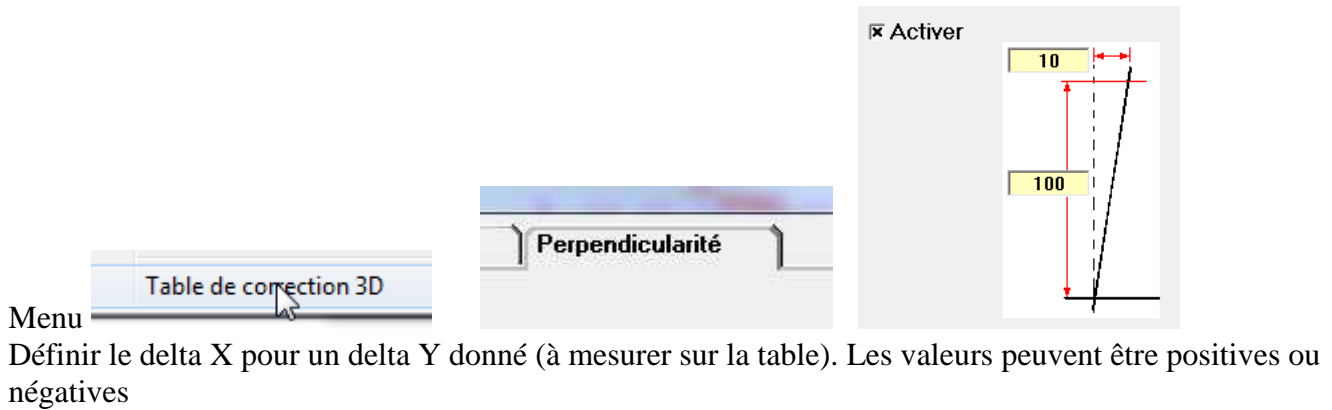 Activer
10
100
Perpendicularité
Table de correction 3D
Menu
Définir le delta X pour un delta Y donné (à mesurer sur la table). Les valeurs peuvent être positives ou
négatives